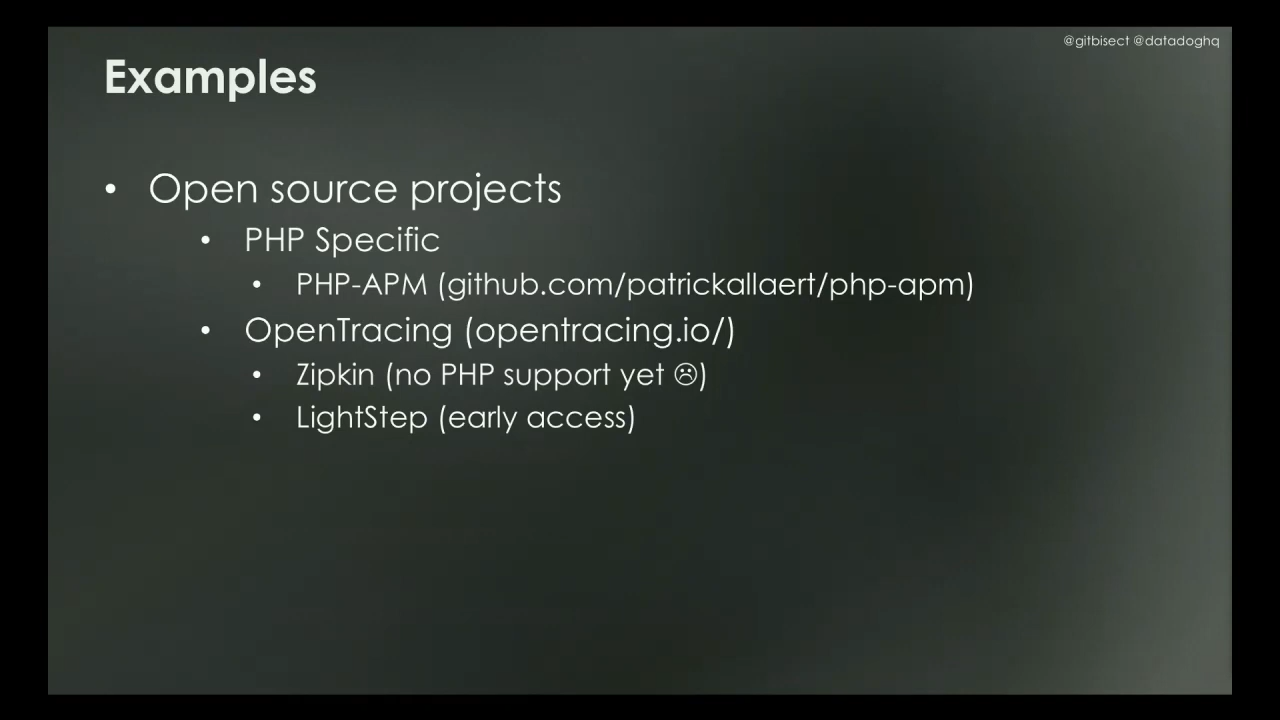 @gitbisect @datadoghq
Examples
• Open source projects
• PHP Specific
• PHP-APM (github.com/patrickallaert/php-apm)
• OpenTracing (opentracing.io/)
• Zipkin (no PHP support yet ☹)
• LightStep (early access)